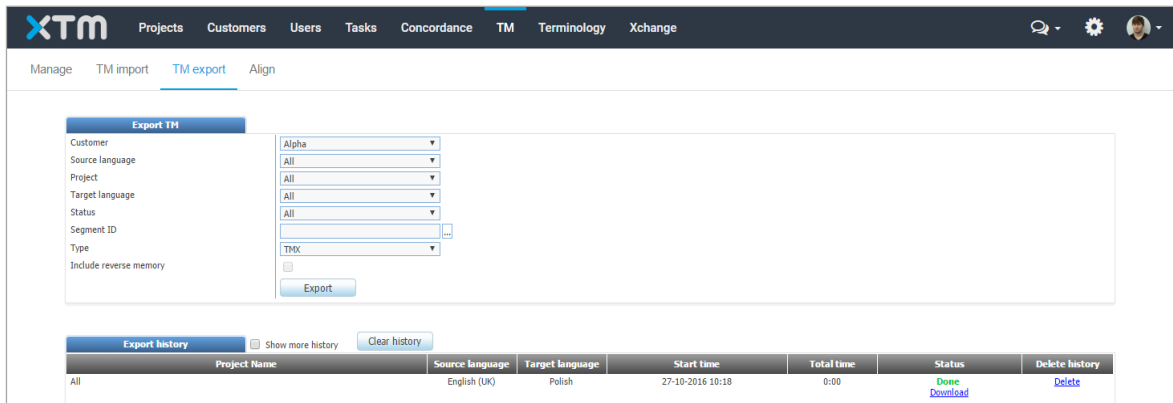 XTM Projects Customers Users Tasks Concordance TM Terminology Xchange
Manage TM import TM export Align
Export TM
Customer Alpha
Source language All
Project All
Target language All
Status All
Segment ID ...
Type TMX
Include reverse memory
Export
Export history Show more history Clear history
Project Name Source language Target language Start time Total time Status Delete history
All English (UK) Polish 27-10-2016 10:18 0:00 Done Delete
Download